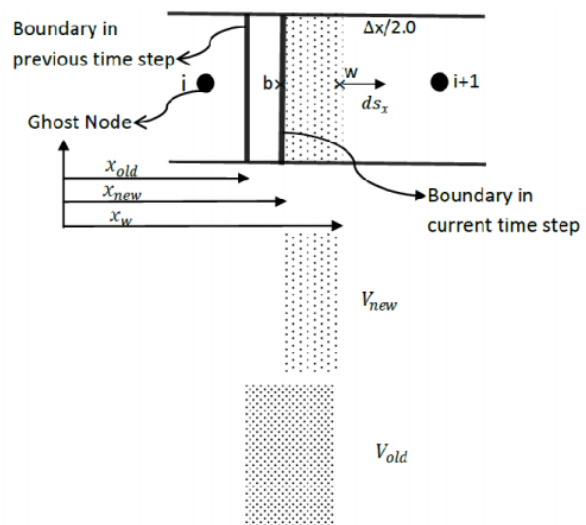 Boundary in
previous time step
Δx/2.0
i
b
w
i+1
ds_x
Ghost Node
x_old
x_new
x_w
Boundary in
current time step
V_new
V_old